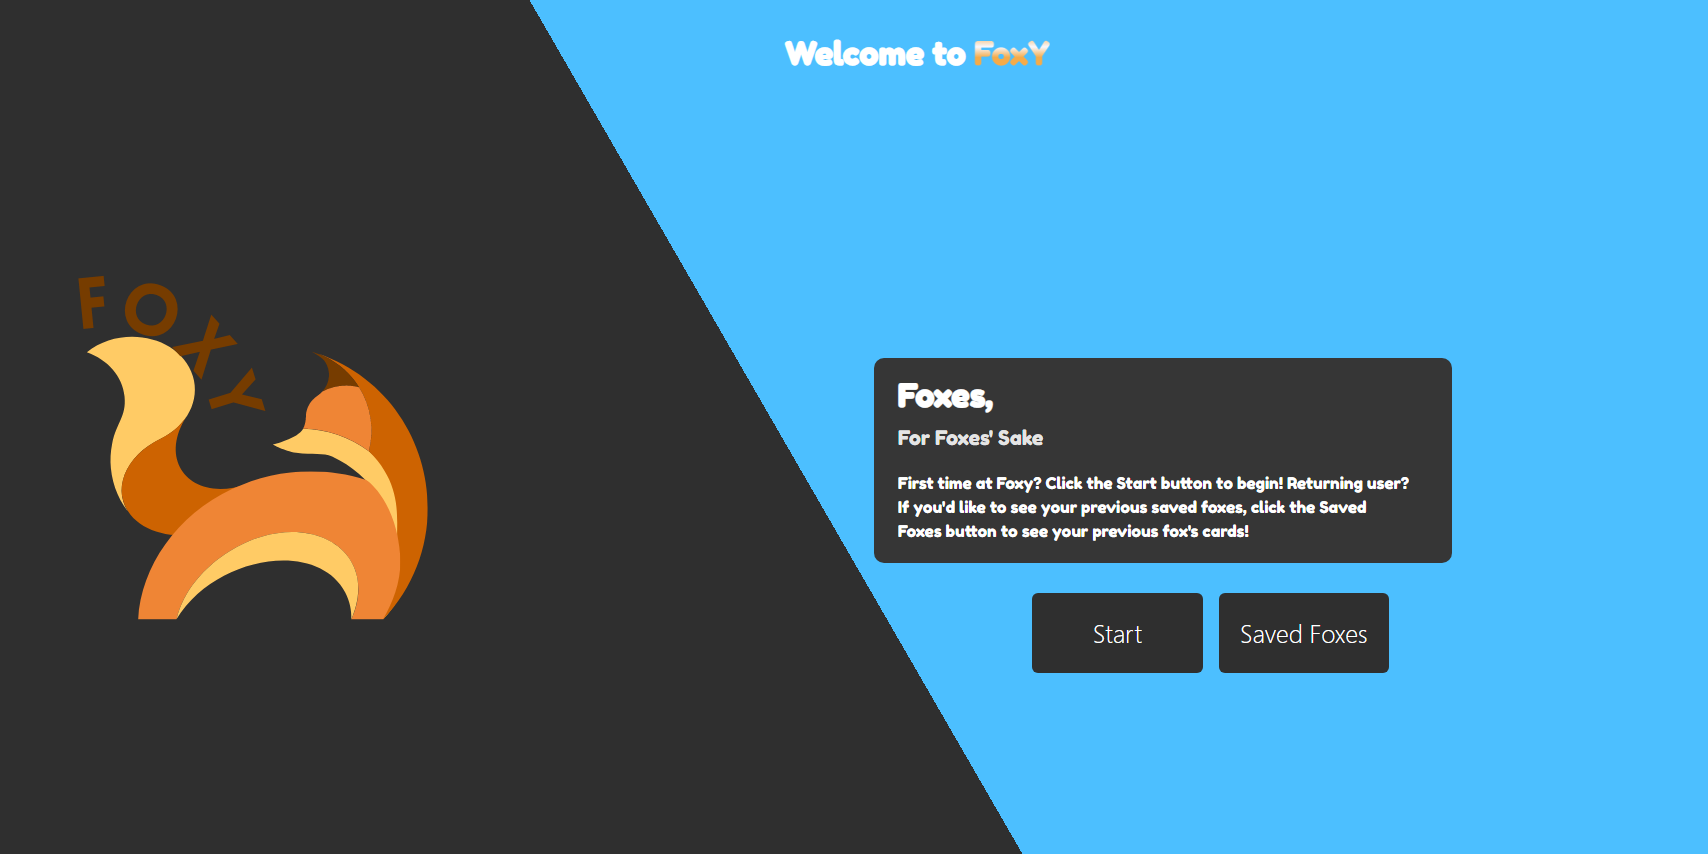 Welcome to FoxY
FOXY
Foxes,
For Foxes' Sake
First time at Foxy? Click the Start button to begin! Returning user?
If you'd like to see your previous saved foxes, click the Saved
Foxes button to see your previous fox's cards!
Start
Saved Foxes